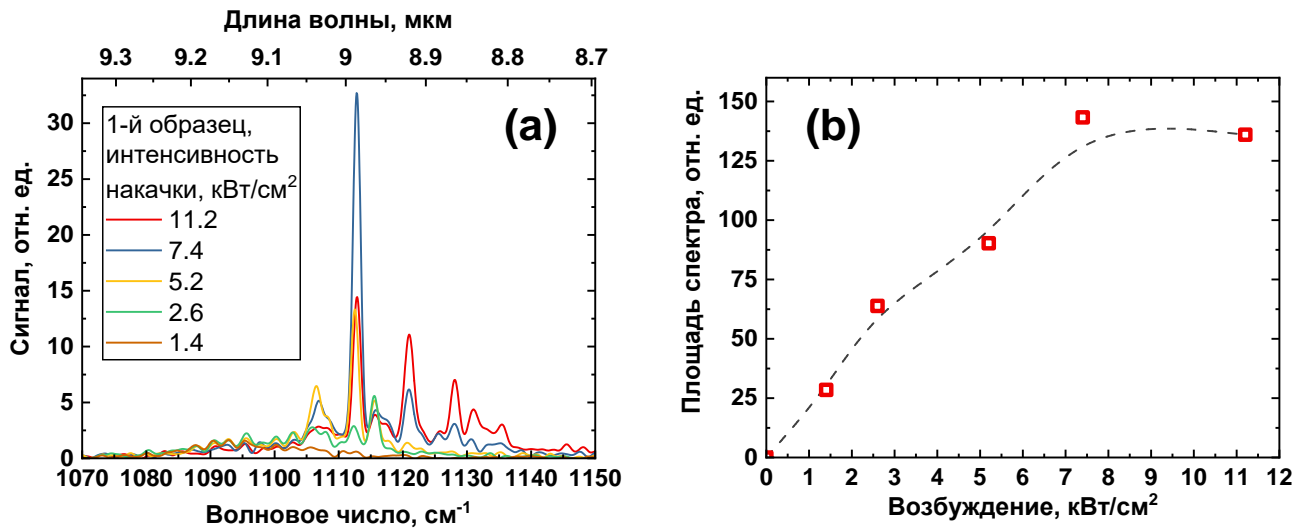 Длина волны, мкм
9.3 9.2 9.1 9 8.9 8.8 8.7
(a)
1-й образец,
интенсивность
накачки, кВт/см²
11.2
7.4
5.2
2.6
1.4
Сигнал, отн. ед.
30
25
20
15
10
5
0
1070 1080 1090 1100 1110 1120 1130 1140 1150
Волновое число, см⁻¹
(b)
Площадь спектра, отн. ед.
150
125
100
75
50
25
0
0 1 2 3 4 5 6 7 8 9 10 11 12
Возбуждение, кВт/см²